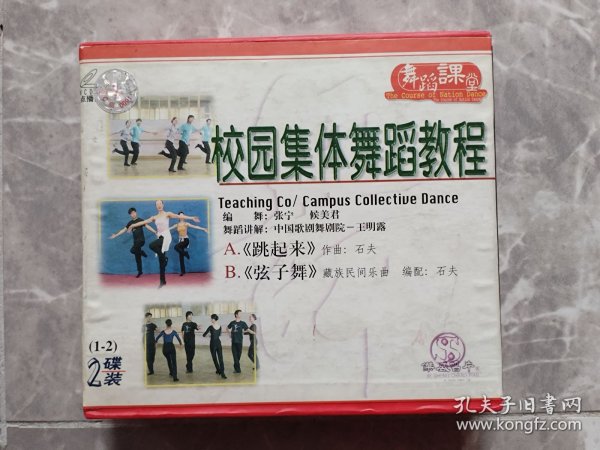 舞蹈課堂
The Course of Nation Dance
VCD
校园集体舞蹈教程
Teaching Co/ Campus Collective Dance
编 舞：张宁 候美君
舞蹈讲解：中国歌剧舞剧院－王明露
A.《跳起来》 作曲：石夫
B.《弦子舞》 藏族民间乐曲 编配：石夫
(1-2)
2碟装
孔夫子旧书网
www.kongfz.com